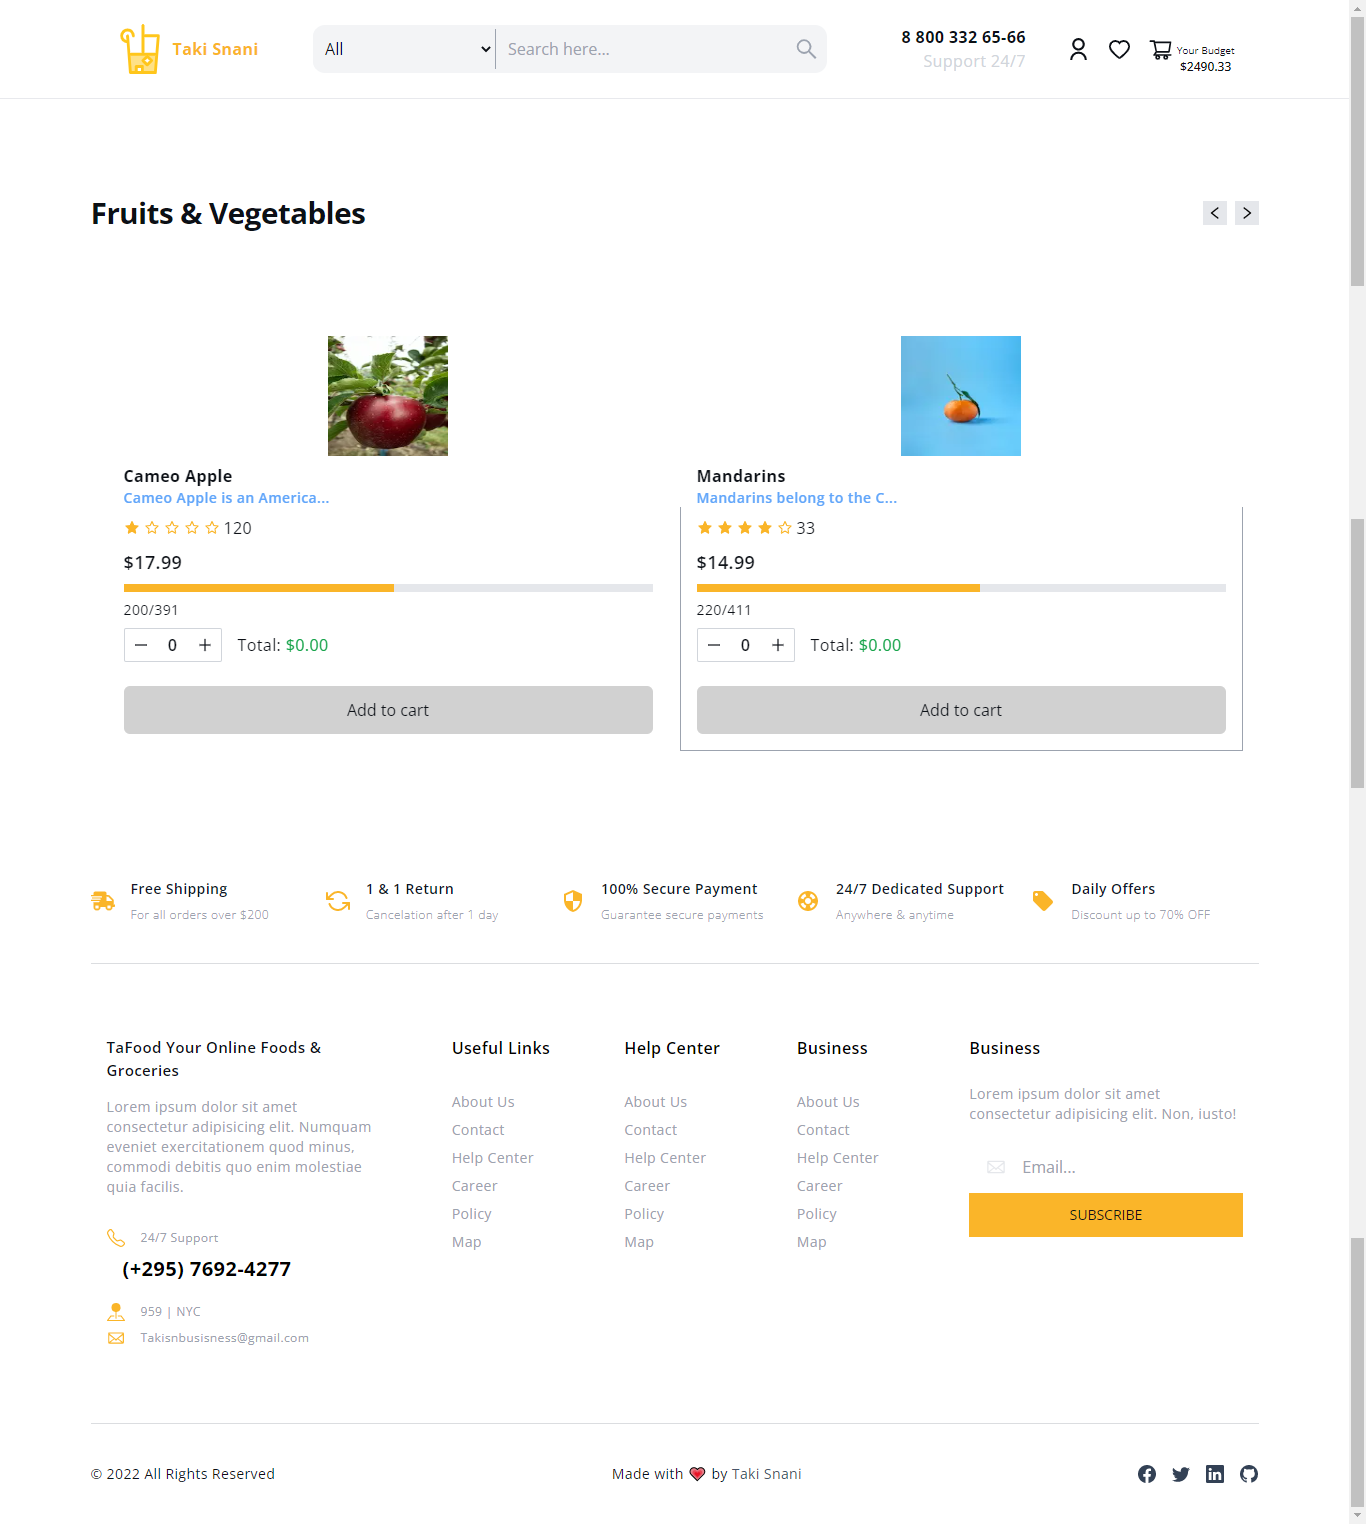 Taki Snani
All
Search here...
8 800 332 65-66
Support 24/7
Your Budget
$2490.33
Fruits & Vegetables
Cameo Apple
Cameo Apple is an America...
120
$17.99
200/391
0
Total: $0.00
Add to cart
Mandarins
Mandarins belong to the C...
33
$14.99
220/411
0
Total: $0.00
Add to cart
Free Shipping
For all orders over $200
1 & 1 Return
Cancelation after 1 day
100% Secure Payment
Guarantee secure payments
24/7 Dedicated Support
Anywhere & anytime
Daily Offers
Discount up to 70% OFF
TaFood Your Online Foods &
Groceries
Lorem ipsum dolor sit amet
consectetur adipisicing elit. Numquam
eveniet exercitationem quod minus,
commodi debitis quo enim molestiae
quia facilis.
24/7 Support
(+295) 7692-4277
959 | NYC
Takisnbusisness@gmail.com
Useful Links
About Us
Contact
Help Center
Career
Policy
Map
Help Center
About Us
Contact
Help Center
Career
Policy
Map
Business
About Us
Contact
Help Center
Career
Policy
Map
Business
Lorem ipsum dolor sit amet
consectetur adipisicing elit. Non, iusto!
Email...
SUBSCRIBE
© 2022 All Rights Reserved
Made with ❤️ by Taki Snani